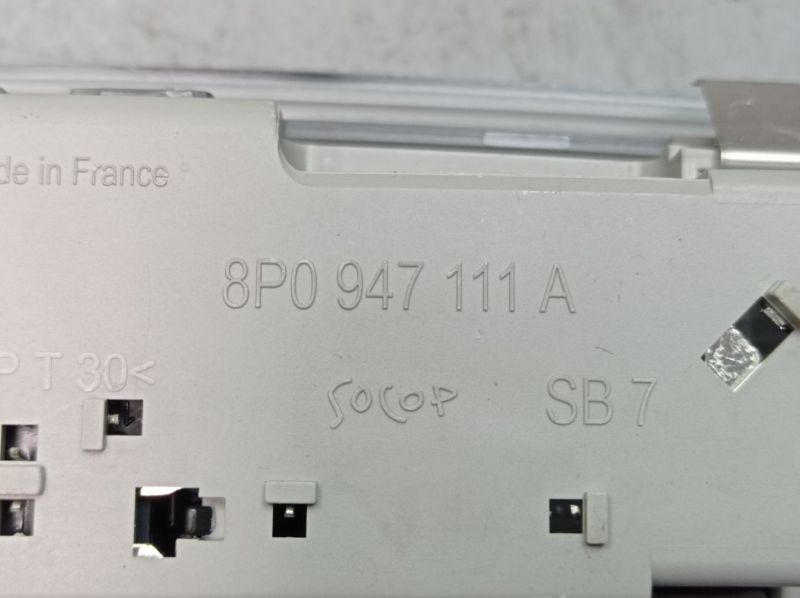 de in France
8P0 947 111 A
P T 30<
SOCOP
SB 7